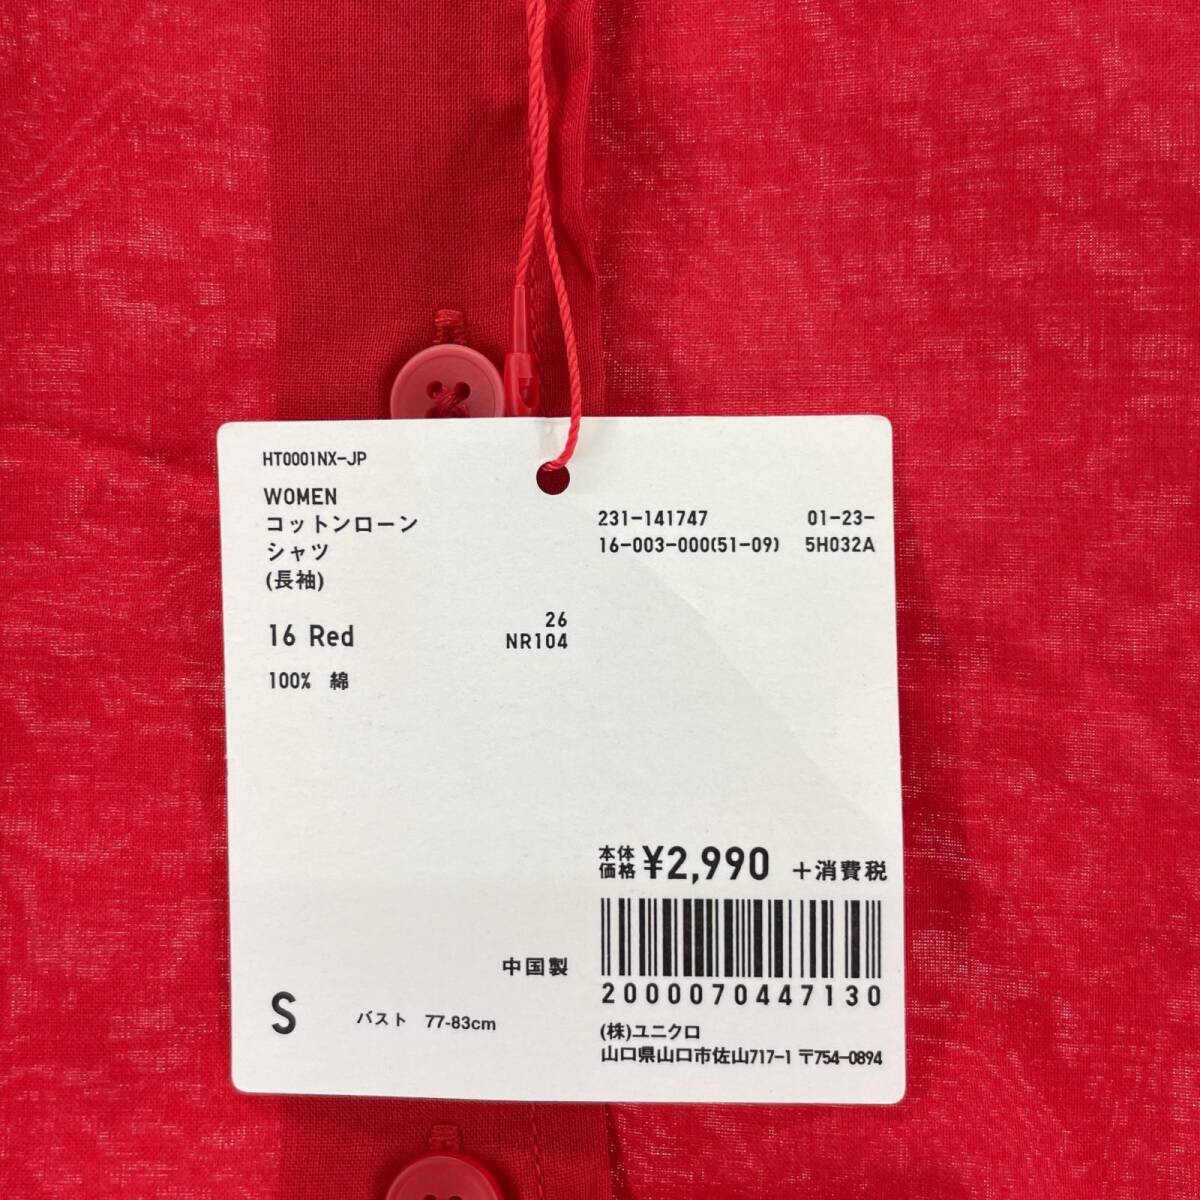 HT0001NX-JP
WOMEN
コットンローン
シャツ
(長袖)
16 Red
26
NR104
100% 綿
231-141747 01-23-
16-003-000(51-09) 5H032A
本体
価格 ¥2,990 +消費税
中国製
2000070447130
S バスト 77-83cm
(株)ユニクロ
山口県山口市佐山717-1 〒754-0894